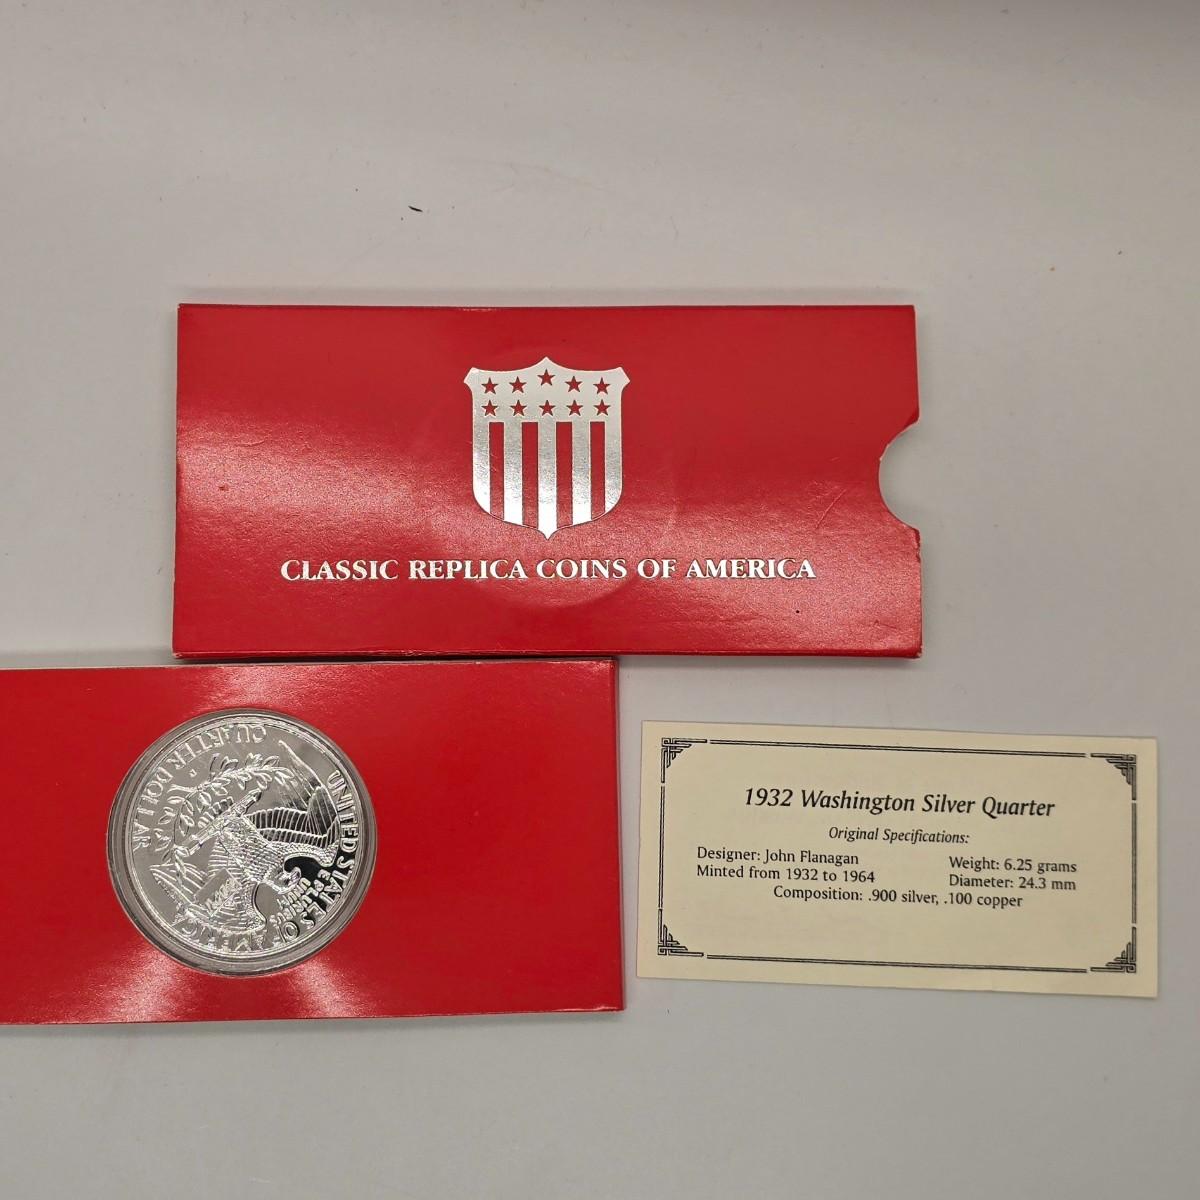 CLASSIC REPLICA COINS OF AMERICA
UNITED STATES OF AMERICA
E PLURIBUS
UNUM
D
QUARTER DOLLAR
1932 Washington Silver Quarter
Original Specifications:
Designer: John Flanagan
Weight: 6.25 grams
Minted from 1932 to 1964
Diameter: 24.3 mm
Composition: .900 silver, .100 copper